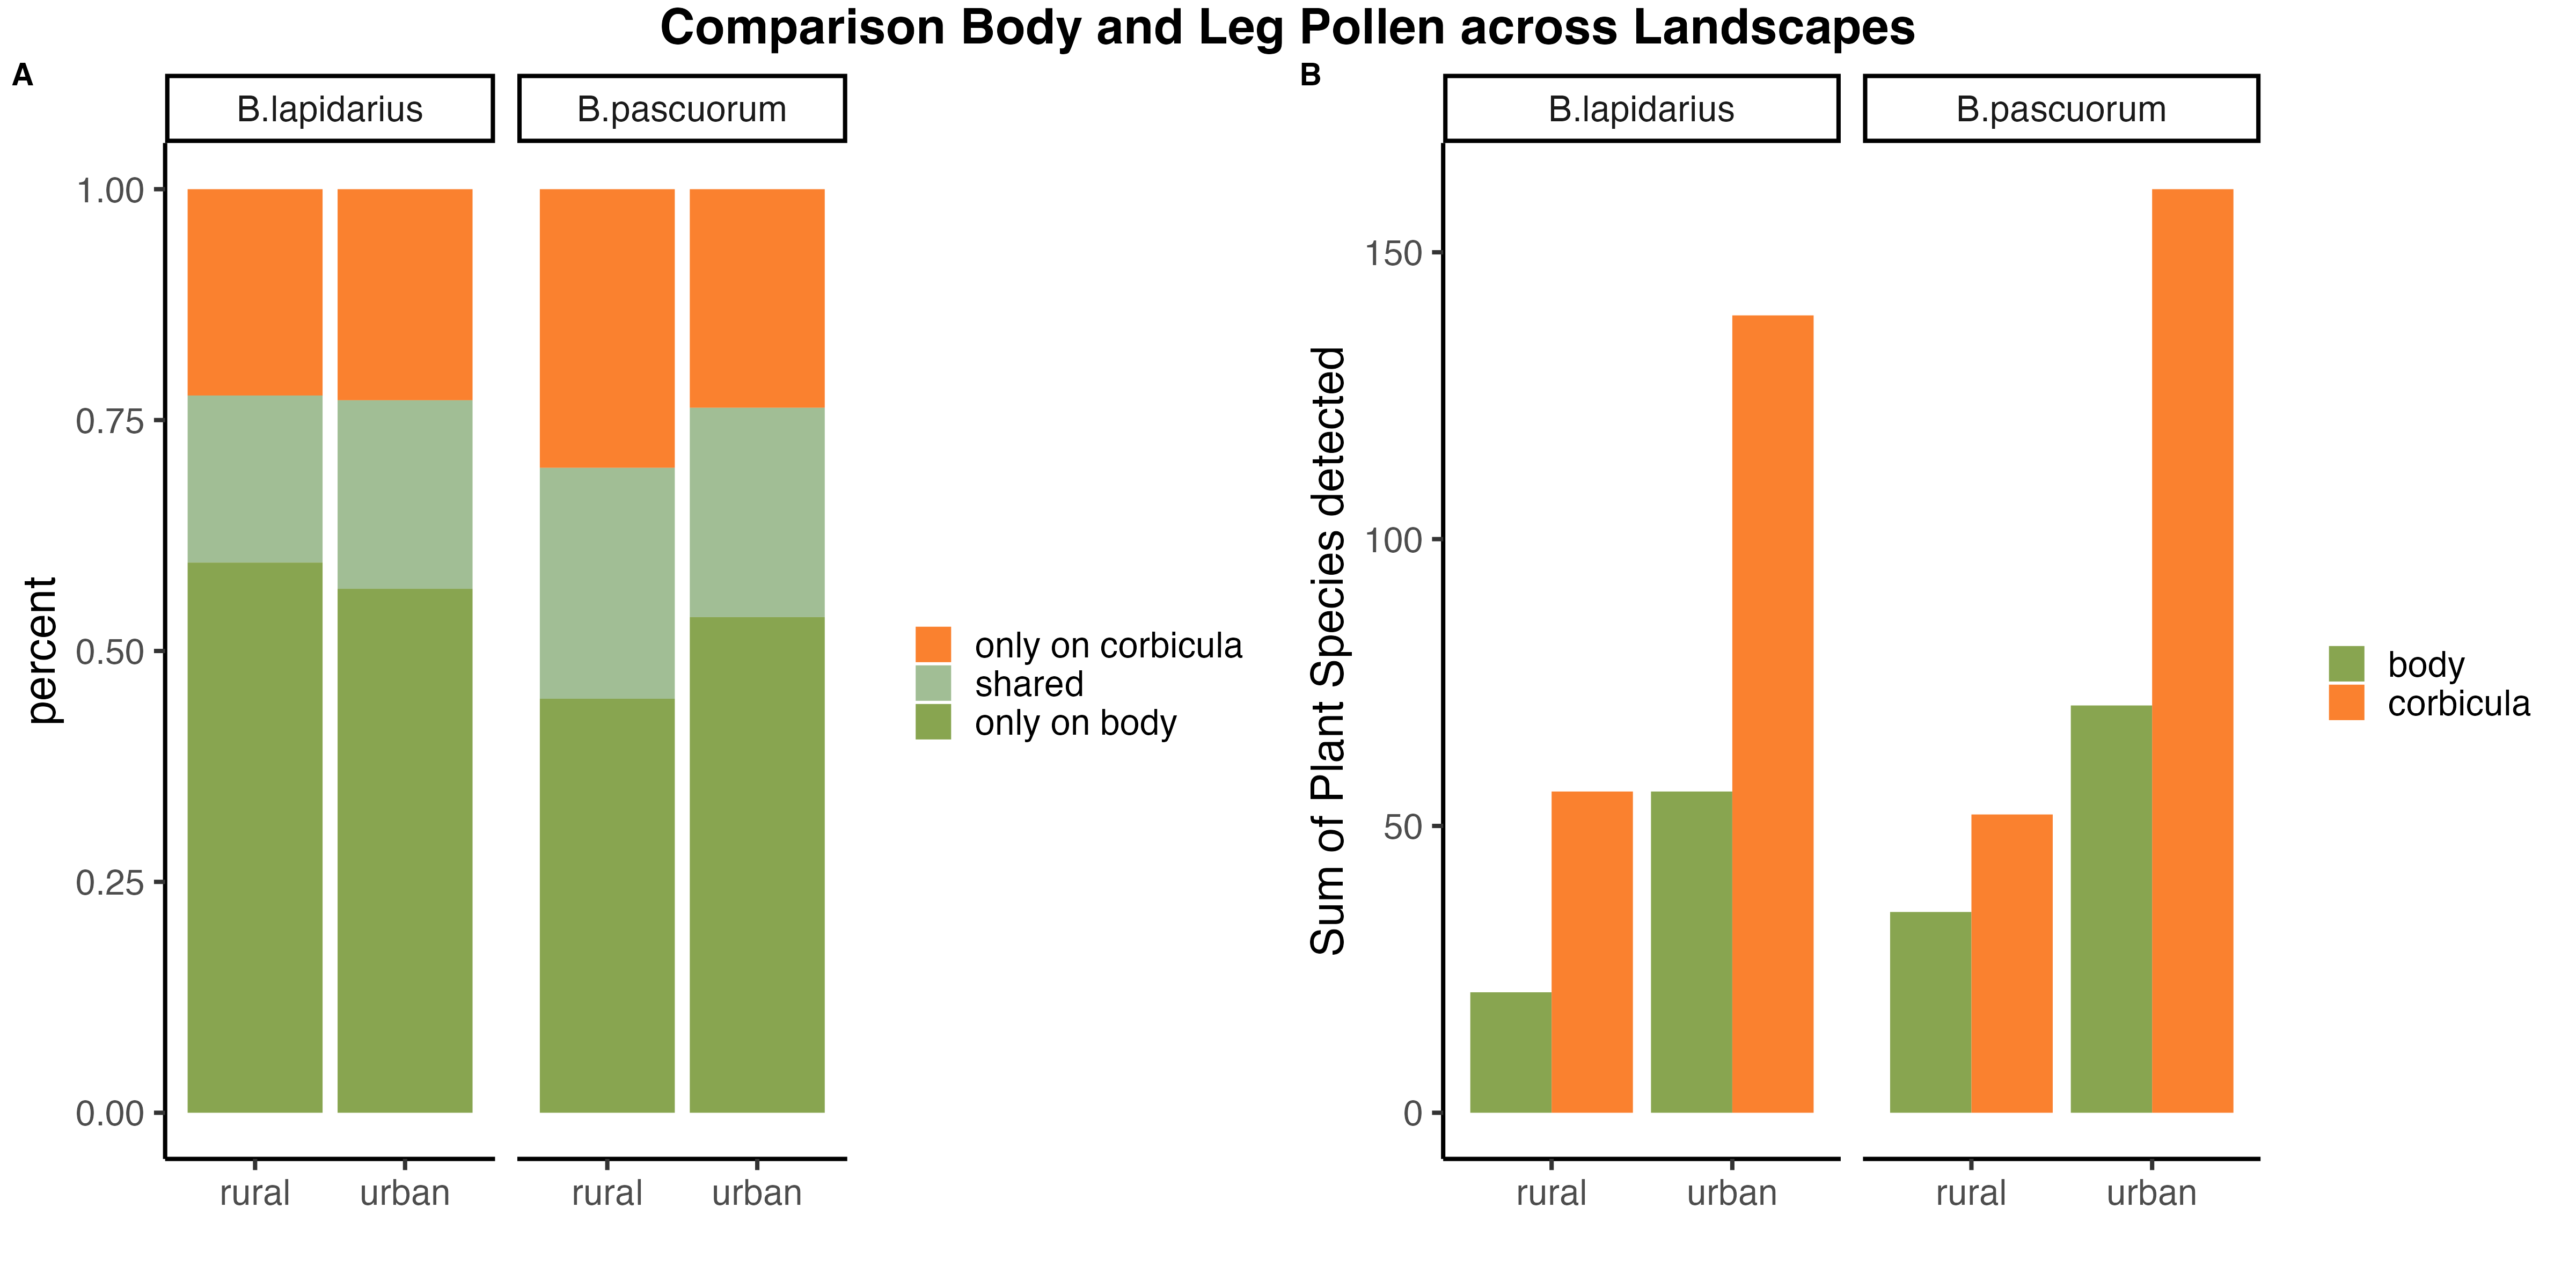 Comparison Body and Leg Pollen across Landscapes
A
B.lapidarius
B.pascuorum
percent
1.00
0.75
0.50
0.25
0.00
rural
urban
rural
urban
only on corbicula
shared
only on body
B
B.lapidarius
B.pascuorum
Sum of Plant Species detected
150
100
50
0
rural
urban
rural
urban
body
corbicula